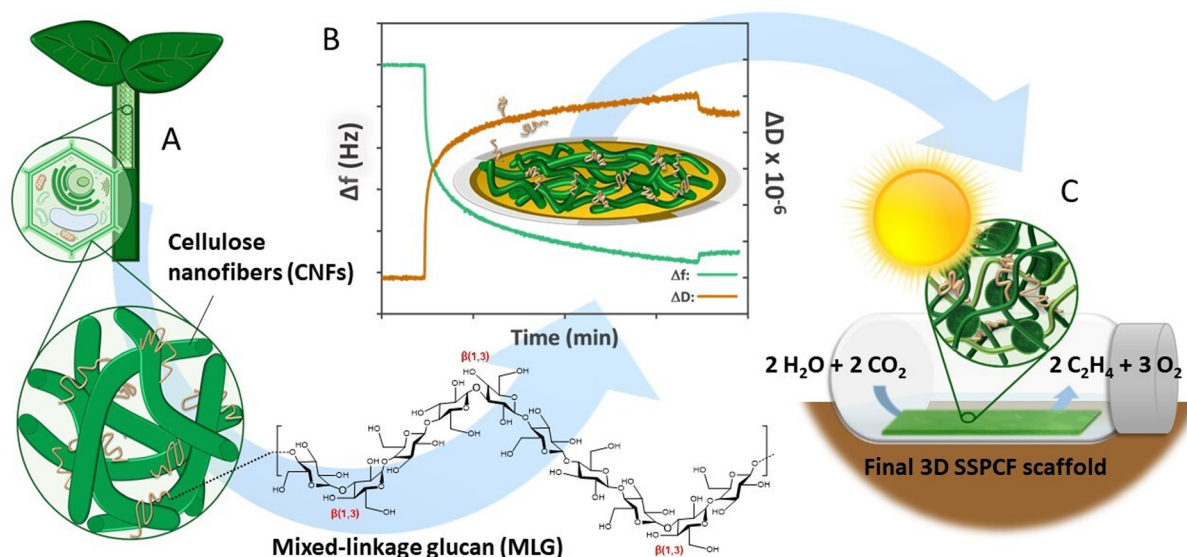 A
Cellulose
nanofibers (CNFs)
B
Δf (Hz)
ΔD x 10⁻⁶
Δf:
ΔD:
Time (min)
β(1,3)
β(1,3)
β(1,3)
Mixed-linkage glucan (MLG)
C
2 H₂O + 2 CO₂
2 C₂H₄ + 3 O₂
Final 3D SSPCF scaffold